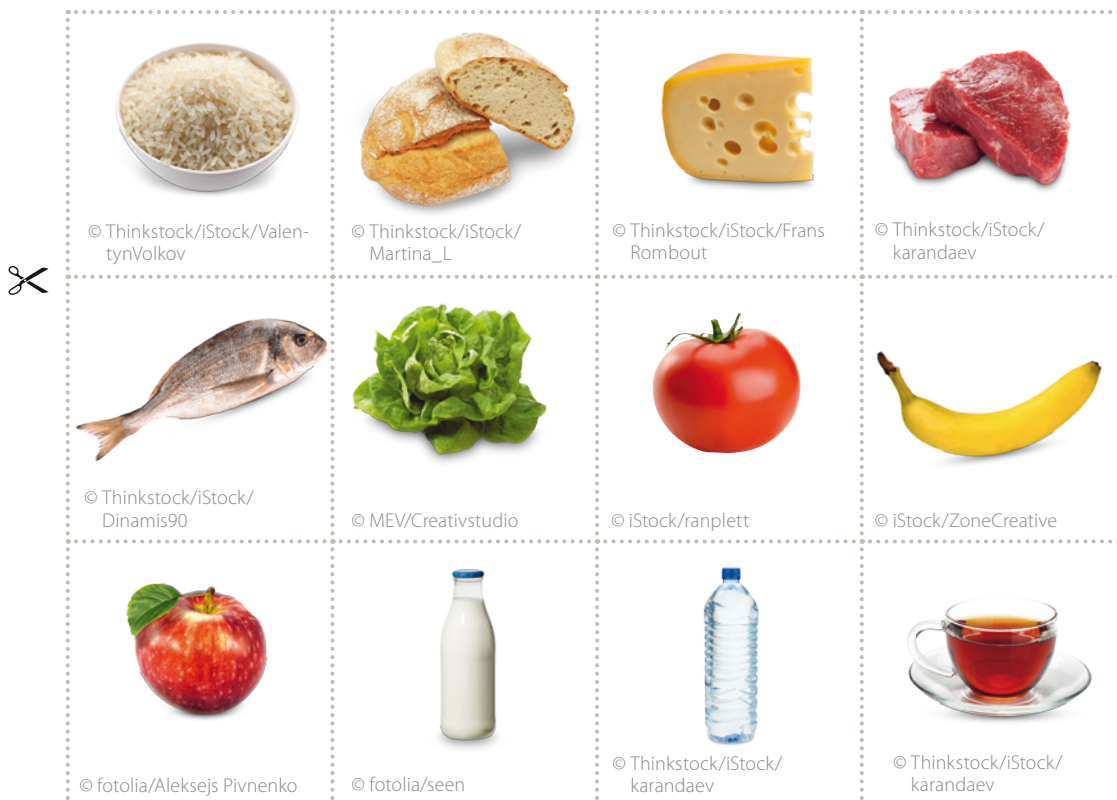 © Thinkstock/iStock/Valen-
tynVolkov
© Thinkstock/iStock/
Martina_L
© Thinkstock/iStock/Frans
Rombout
© Thinkstock/iStock/
karandaev
© Thinkstock/iStock/
Dinamis90
© MEV/Creativstudio
© iStock/ranplett
© iStock/ZoneCreative
© fotolia/Aleksejs Pivnenko
© fotolia/seen
© Thinkstock/iStock/
karandaev
© Thinkstock/iStock/
karandaev